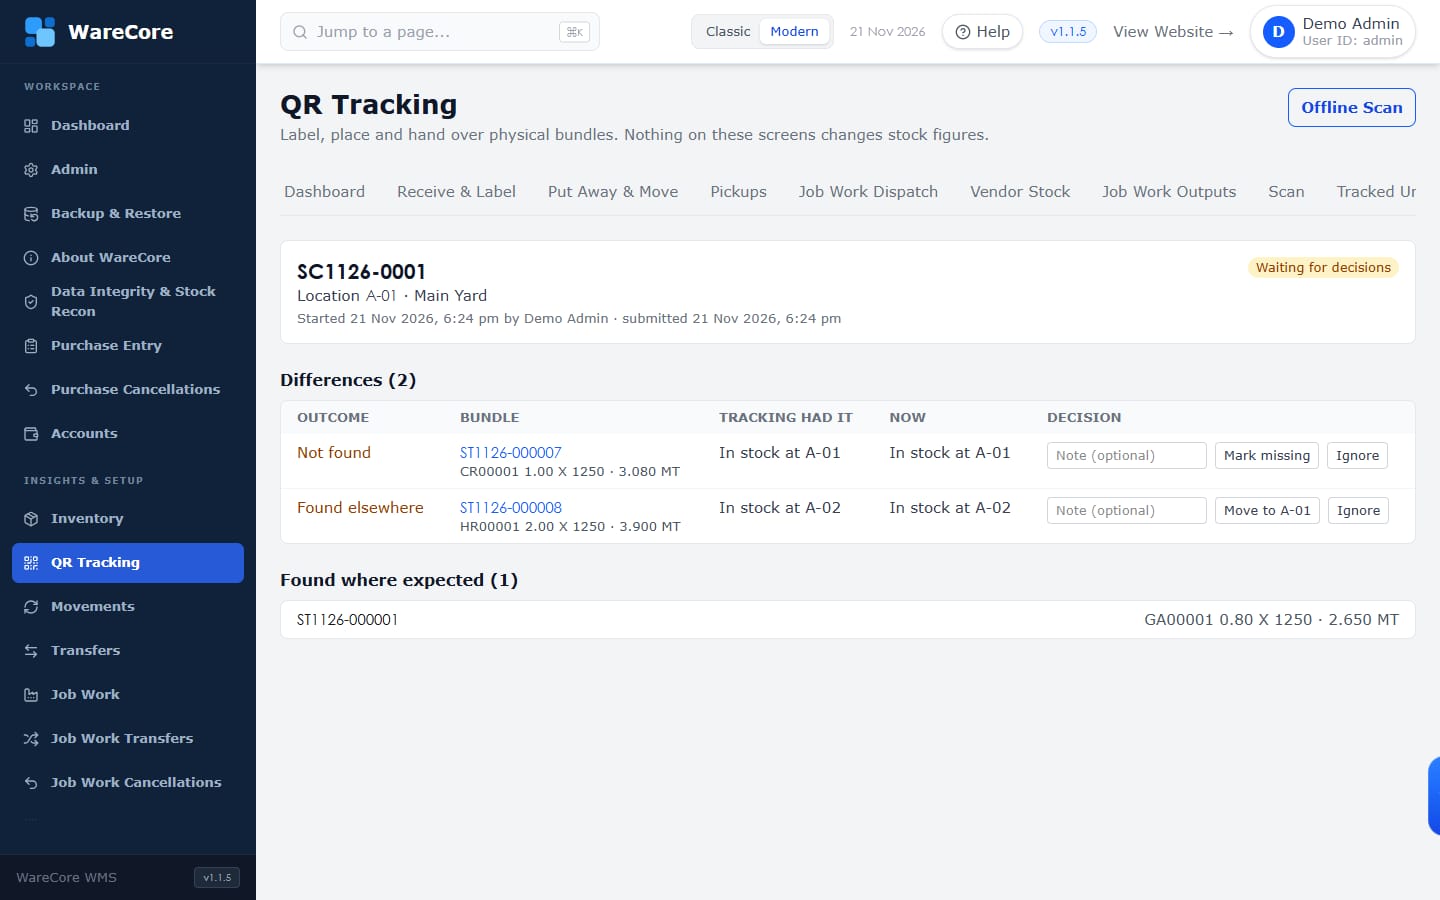 WareCore
Jump to a page...
⌘K
Classic
Modern
21 Nov 2026
Help
v1.1.5
View Website →
D
Demo Admin
User ID: admin
WORKSPACE
Dashboard
Admin
Backup & Restore
About WareCore
Data Integrity & Stock
Recon
Purchase Entry
Purchase Cancellations
Accounts
INSIGHTS & SETUP
Inventory
QR Tracking
Movements
Transfers
Job Work
Job Work Transfers
Job Work Cancellations
WareCore WMS
v1.1.5
QR Tracking
Label, place and hand over physical bundles. Nothing on these screens changes stock figures.
Offline Scan
Dashboard
Receive & Label
Put Away & Move
Pickups
Job Work Dispatch
Vendor Stock
Job Work Outputs
Scan
Tracked Ur
SC1126-0001
Waiting for decisions
Location A-01 · Main Yard
Started 21 Nov 2026, 6:24 pm by Demo Admin · submitted 21 Nov 2026, 6:24 pm
Differences (2)
OUTCOME BUNDLE TRACKING HAD IT NOW DECISION
Not found ST1126-000007 In stock at A-01 In stock at A-01 Note (optional) Mark missing Ignore
CR00001 1.00 X 1250 · 3.080 MT
Found elsewhere ST1126-000008 In stock at A-02 In stock at A-02 Note (optional) Move to A-01 Ignore
HR00001 2.00 X 1250 · 3.900 MT
Found where expected (1)
ST1126-000001 GA00001 0.80 X 1250 · 2.650 MT